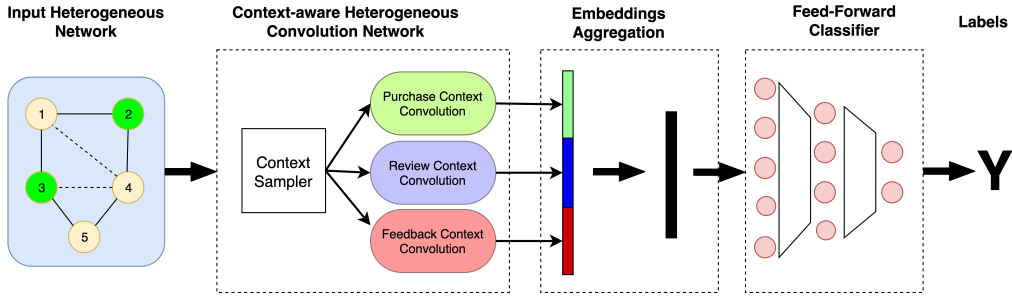 Input Heterogeneous
Network
Context-aware Heterogeneous
Convolution Network
Embeddings
Aggregation
Feed-Forward
Classifier
Labels
1
2
3
4
5
Context
Sampler
Purchase Context
Convolution
Review Context
Convolution
Feedback Context
Convolution
Y